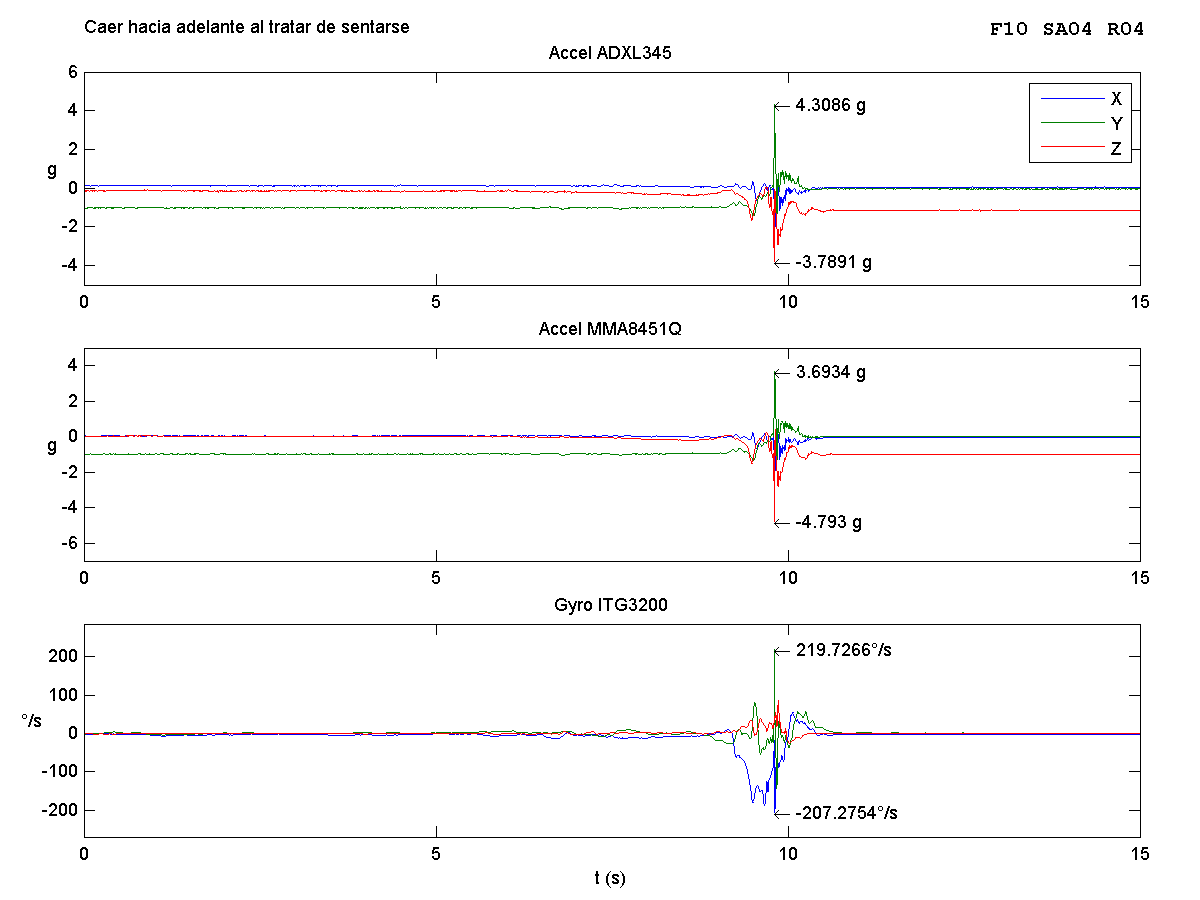 Caer hacia adelante al tratar de sentarse
F10 SA04 R04
Accel ADXL345
6
4
2
0
-2
-4
g
4.3086 g
-3.7891 g
X
Y
Z
0
5
10
15
Accel MMA8451Q
4
2
0
-2
-4
-6
g
3.6934 g
-4.793 g
0
5
10
15
Gyro ITG3200
200
100
0
-100
-200
°/s
219.7266°/s
-207.2754°/s
0
5
10
15
t (s)